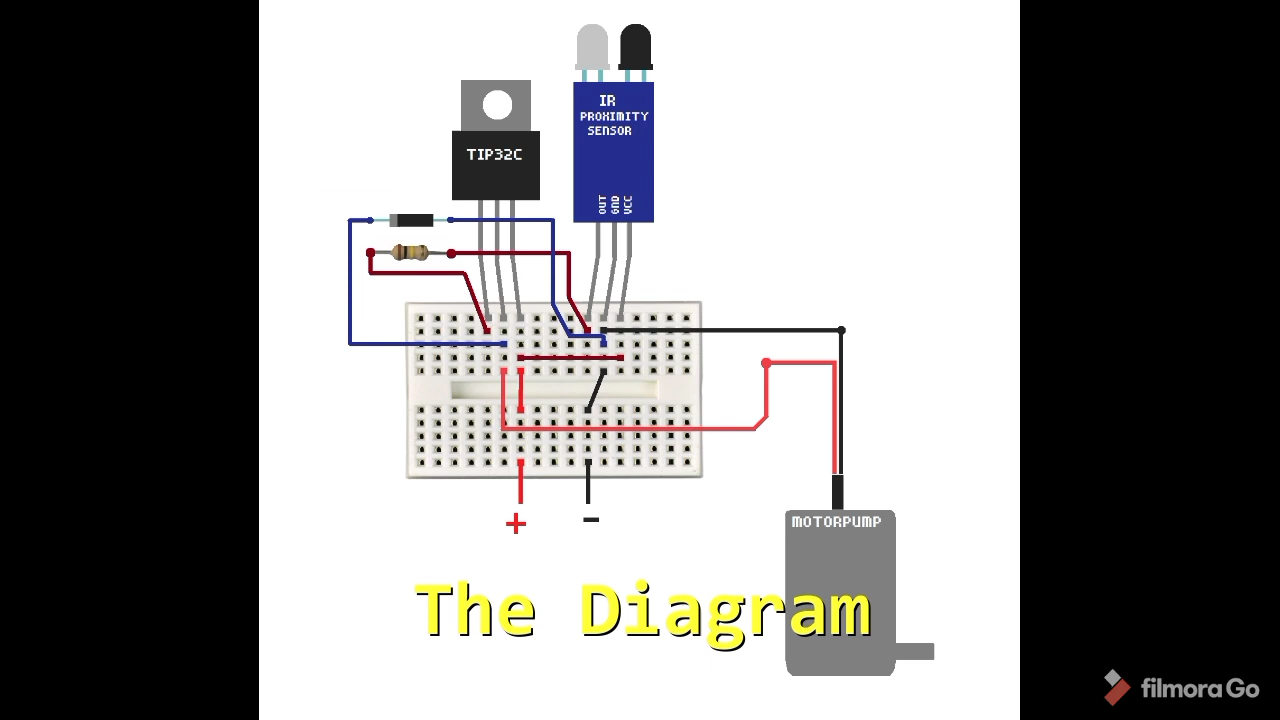 IR
PROXIMITY
SENSOR
TIP32C
OUT
GND
VCC
+
-
MOTORPUMP
The Diagram
filmoraGo